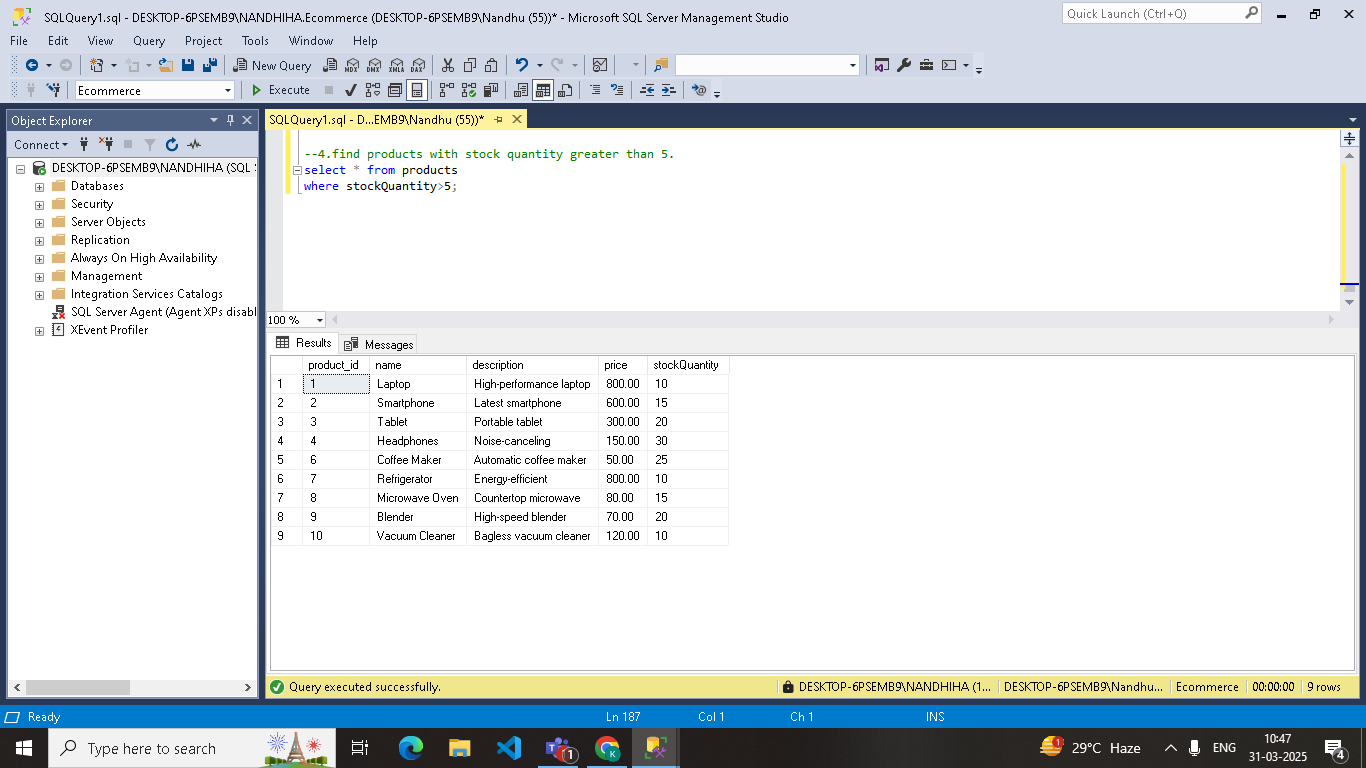 SQLQuery1.sql - DESKTOP-6PSEMB9\NANDHIHA.Ecommerce (DESKTOP-6PSEMB9\Nandhu (55))* - Microsoft SQL Server Management Studio
Quick Launch (Ctrl+Q)
File Edit View Query Project Tools Window Help
New Query MDX DMX XMLA DAX
Ecommerce Execute
Object Explorer
SQLQuery1.sql - D...EMB9\Nandhu (55))*
Connect
DESKTOP-6PSEMB9\NANDHIHA (SQL
Databases
Security
Server Objects
Replication
Always On High Availability
Management
Integration Services Catalogs
SQL Server Agent (Agent XPs disabl
XEvent Profiler
--4.find products with stock quantity greater than 5.
select * from products
where stockQuantity>5;
100 %
Results Messages
product_id name description price stockQuantity
1 1 Laptop High-performance laptop 800.00 10
2 2 Smartphone Latest smartphone 600.00 15
3 3 Tablet Portable tablet 300.00 20
4 4 Headphones Noise-canceling 150.00 30
5 6 Coffee Maker Automatic coffee maker 50.00 25
6 7 Refrigerator Energy-efficient 800.00 10
7 8 Microwave Oven Countertop microwave 80.00 15
8 9 Blender High-speed blender 70.00 20
9 10 Vacuum Cleaner Bagless vacuum cleaner 120.00 10
Query executed successfully. DESKTOP-6PSEMB9\NANDHIHA (1... DESKTOP-6PSEMB9\Nandhu... Ecommerce 00:00:00 9 rows
Ready Ln 187 Col 1 Ch 1 INS
Type here to search 1 1 29°C Haze ENG 10:47
31-03-2025 4